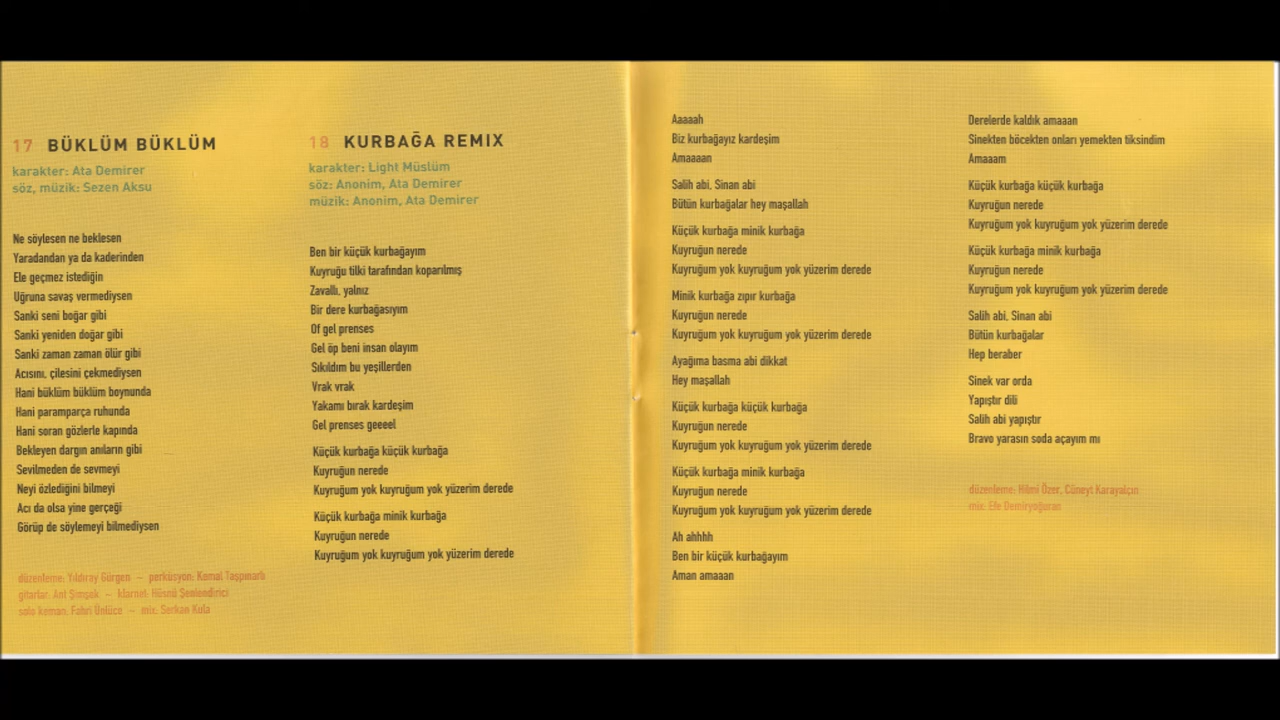 17 BÜKLÜM BÜKLÜM
karakter: Ata Demirer
söz, müzik: Sezen Aksu
Ne söylesen ne beklesen
Yaradandan ya da kaderinden
Ele geçmez istediğin
Uğruna savaş vermediysen
Sanki seni boğar gibi
Sanki yeniden doğar gibi
Sanki zaman zaman ölür gibi
Acısını, çilesini çekmediysen
Hani büklüm büklüm boynunda
Hani paramparça ruhunda
Hani soran gözlerle kapında
Bekleyen dargın anıların gibi
Sevilmeden de sevmeyi
Neyi özlediğini bilmeyi
Acı da olsa yine gerçeği
Görüp de söylemeyi bilmediysen
düzenleme: Yıldıray Gürgen – perküsyon: Kemal Taşpınarlı
gitarlar: Ant Şimşek – klarnet: Hüsnü Şenlendirici
solo keman: Fahri Ünlüce – mix: Serkan Kula
18 KURBAĞA REMIX
karakter: Light Müslüm
söz: Anonim, Ata Demirer
müzik: Anonim, Ata Demirer
Ben bir küçük kurbağayım
Kuyruğu tilki tarafından koparılmış
Zavallı, yalnız
Bir dere kurbağasıyım
Of gel prenses
Gel öp beni insan olayım
Sıkıldım bu yeşillerden
Vrak vrak
Yakamı bırak kardeşim
Gel prenses geeeel
Küçük kurbağa küçük kurbağa
Kuyruğun nerede
Kuyruğum yok kuyruğum yok yüzerim derede
Küçük kurbağa minik kurbağa
Kuyruğun nerede
Kuyruğum yok kuyruğum yok yüzerim derede
Aaaaah
Biz kurbağayız kardeşim
Amaaaan
Salih abi, Sinan abi
Bütün kurbağalar hey maşallah
Küçük kurbağa minik kurbağa
Kuyruğun nerede
Kuyruğum yok kuyruğum yok yüzerim derede
Minik kurbağa zıpır kurbağa
Kuyruğun nerede
Kuyruğum yok kuyruğum yok yüzerim derede
Ayağıma basma abi dikkat
Hey maşallah
Küçük kurbağa küçük kurbağa
Kuyruğun nerede
Kuyruğum yok kuyruğum yok yüzerim derede
Küçük kurbağa minik kurbağa
Kuyruğun nerede
Kuyruğum yok kuyruğum yok yüzerim derede
Ah ahhhh
Ben bir küçük kurbağayım
Aman amaaan
Derelerde kaldık amaaan
Sinekten böcekten onları yemekten tiksindim
Amaaam
Küçük kurbağa küçük kurbağa
Kuyruğun nerede
Kuyruğum yok kuyruğum yok yüzerim derede
Küçük kurbağa minik kurbağa
Kuyruğun nerede
Kuyruğum yok kuyruğum yok yüzerim derede
Salih abi, Sinan abi
Bütün kurbağalar
Hep beraber
Sinek var orda
Yapıştır dili
Salih abi yapıştır
Bravo yarasın soda açayım mı
düzenleme: Hilmi Özer, Cüneyt Karayalçın
mix: Efe Demiryoğuran